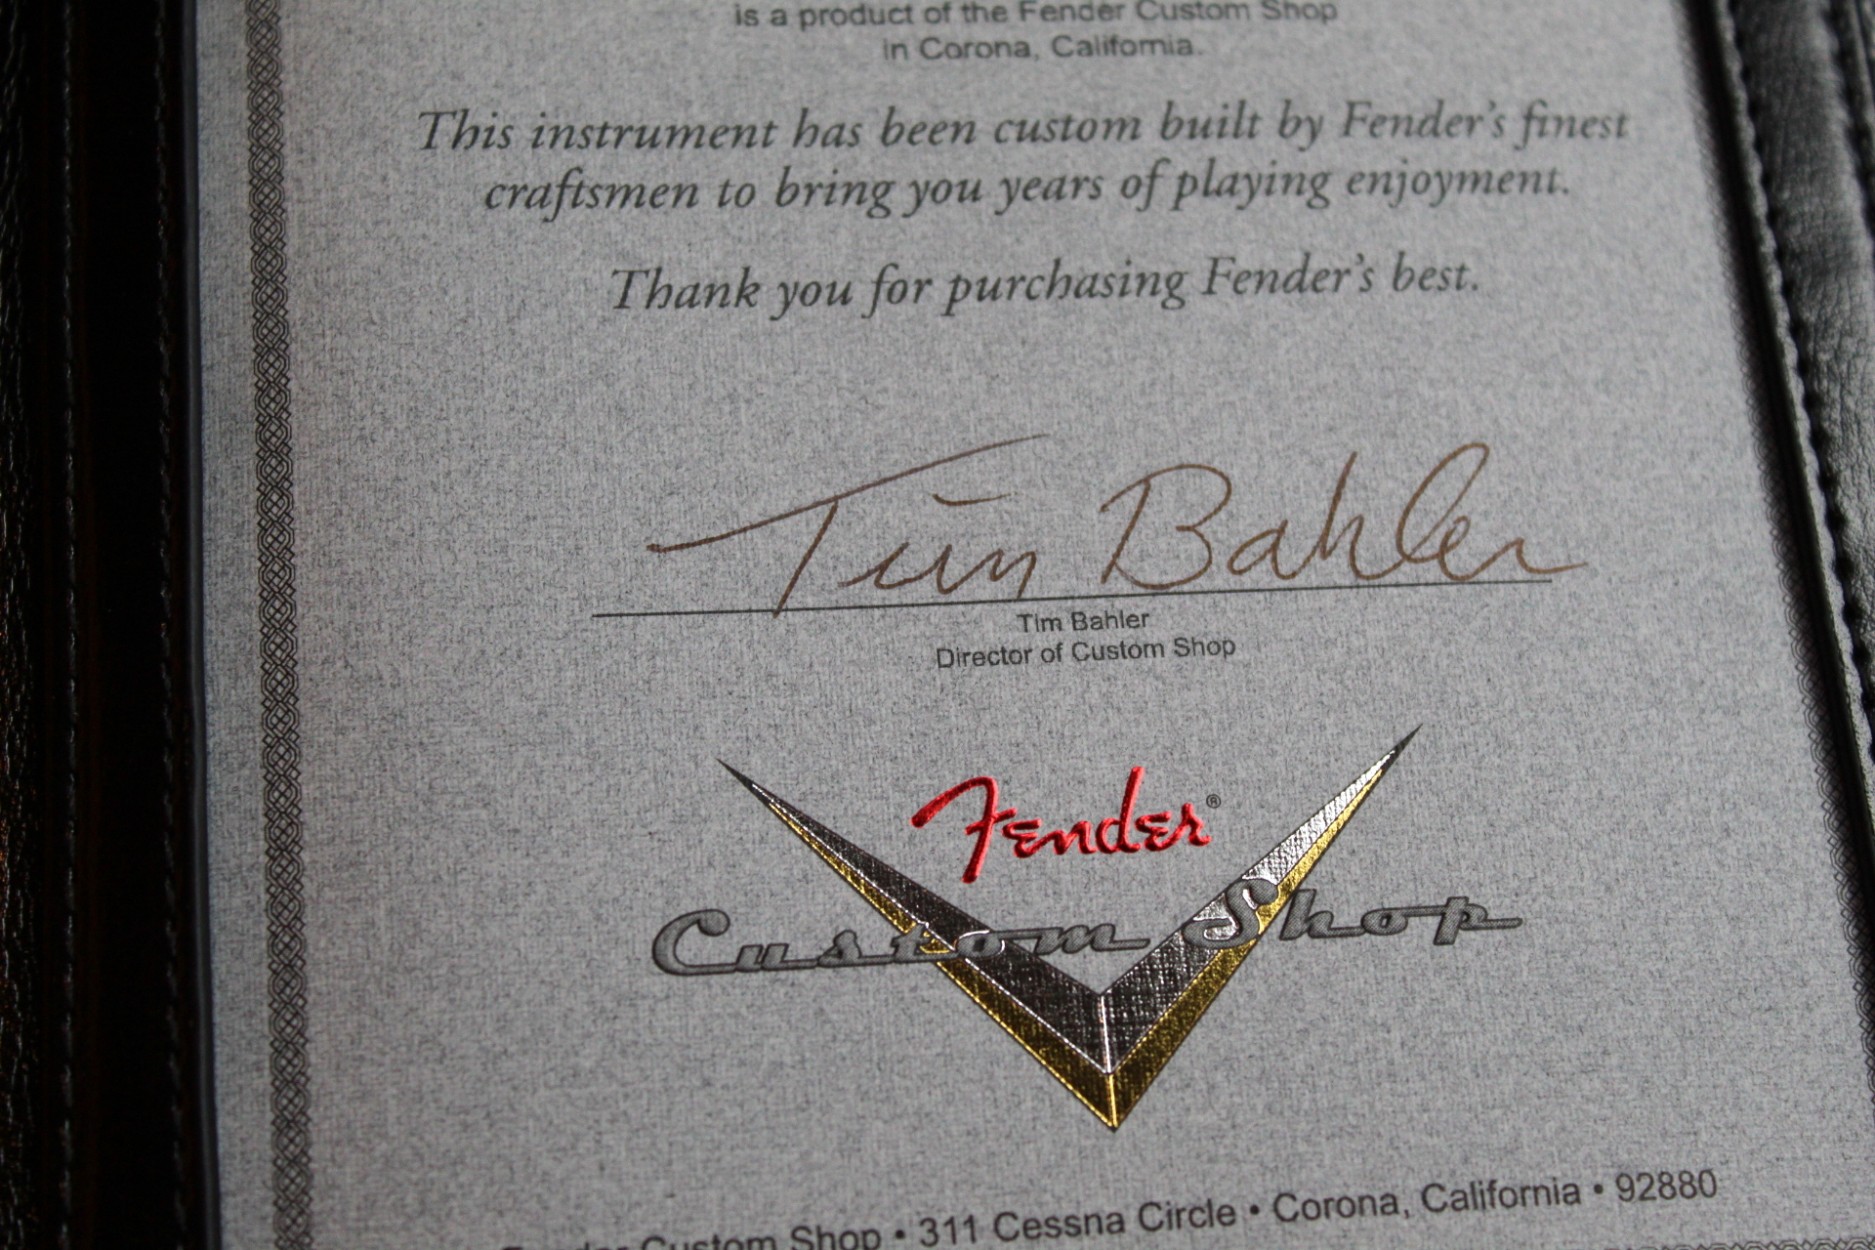 is a product of the Fender Custom Shop
in Corona, California.
This instrument has been custom built by Fender's finest
craftsmen to bring you years of playing enjoyment.
Thank you for purchasing Fender's best.
Tim Bahler
Tim Bahler
Director of Custom Shop
Fender®
Custom Shop
Fender Custom Shop • 311 Cessna Circle • Corona, California • 92880